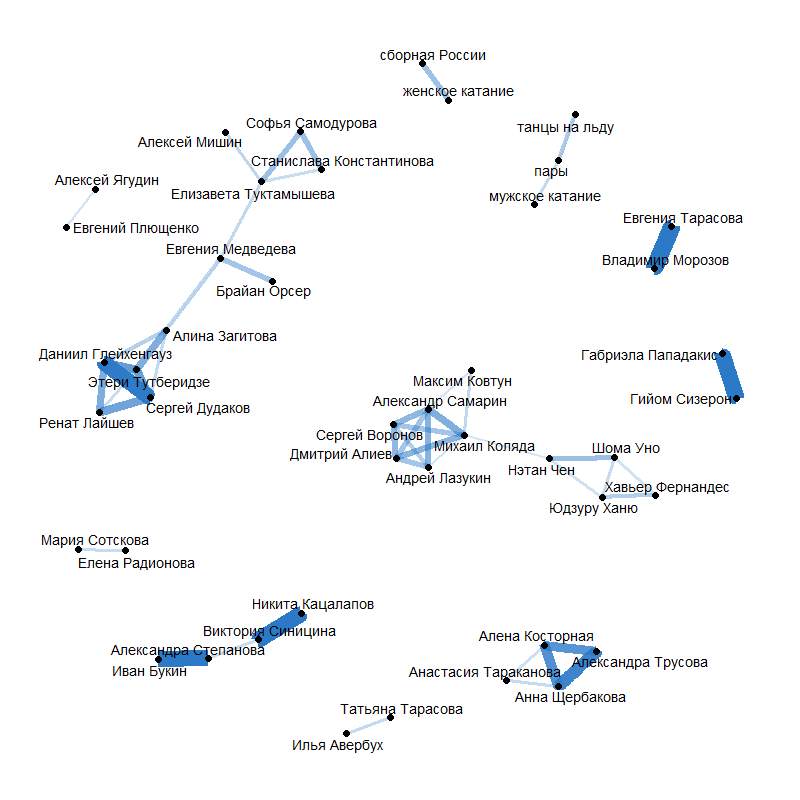 сборная России
женское катание
Софья Самодурова
танцы на льду
Алексей Мишин
Станислава Константинова
пары
Алексей Ягудин
Елизавета Туктамышева
мужское катание
Евгения Тарасова
Евгений Плющенко
Евгения Медведева
Владимир Морозов
Брайан Орсер
Алина Загитова
Даниил Глейхенгауз
Габриэла Пападакис
Этери Тутберидзе
Максим Ковтун
Гийом Сизерон
Александр Самарин
Сергей Дудаков
Ренат Лайшев
Сергей Воронов
Михаил Коляда
Шома Уно
Дмитрий Алиев
Нэтан Чен
Андрей Лазукин
Хавьер Фернандес
Юдзуру Ханю
Мария Сотскова
Елена Радионова
Никита Кацалапов
Виктория Синицина
Алена Косторная
Александра Степанова
Александра Трусова
Иван Букин
Анастасия Тараканова
Анна Щербакова
Татьяна Тарасова
Илья Авербух